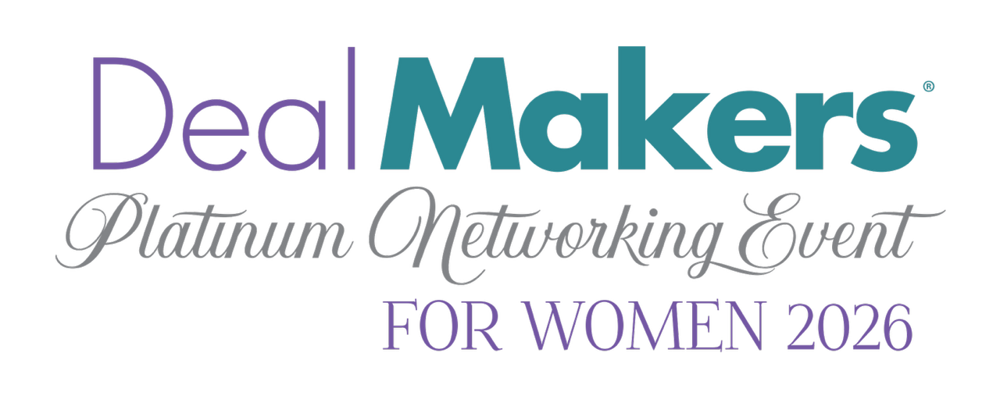 DealMakers®
Platinum Networking Event
FOR WOMEN 2026